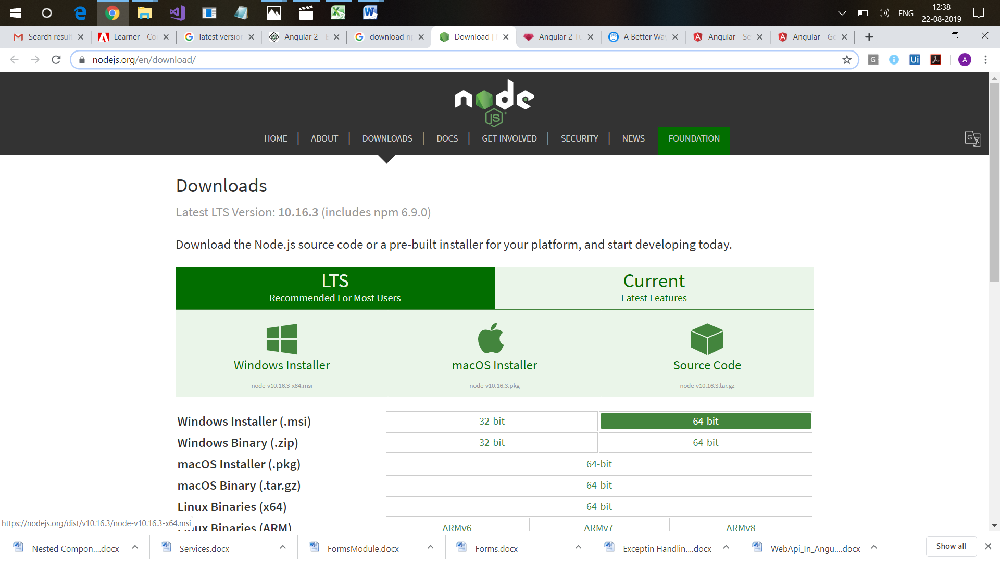 ENG
12:38
22-08-2019
Search result
Learner - Co
latest version
Angular 2 - E
download np
Download |
Angular 2 Tu
A Better Way
Angular - Se
Angular - Ge
nodejs.org/en/download/
G
i
Ui
A
node
JS
HOME
ABOUT
DOWNLOADS
DOCS
GET INVOLVED
SECURITY
NEWS
FOUNDATION
Downloads
Latest LTS Version: 10.16.3 (includes npm 6.9.0)
Download the Node.js source code or a pre-built installer for your platform, and start developing today.
LTS
Recommended For Most Users
Current
Latest Features
Windows Installer
node-v10.16.3-x64.msi
macOS Installer
node-v10.16.3.pkg
Source Code
node-v10.16.3.tar.gz
Windows Installer (.msi) 32-bit 64-bit
Windows Binary (.zip) 32-bit 64-bit
macOS Installer (.pkg) 64-bit
macOS Binary (.tar.gz) 64-bit
Linux Binaries (x64) 64-bit
Linux Binaries (ARM) ARMv6 ARMv7 ARMv8
https://nodejs.org/dist/v10.16.3/node-v10.16.3-x64.msi
Nested Compon....docx
Services.docx
FormsModule.docx
Forms.docx
Exceptin Handlin....docx
WebApi_In_Angu....docx
Show all